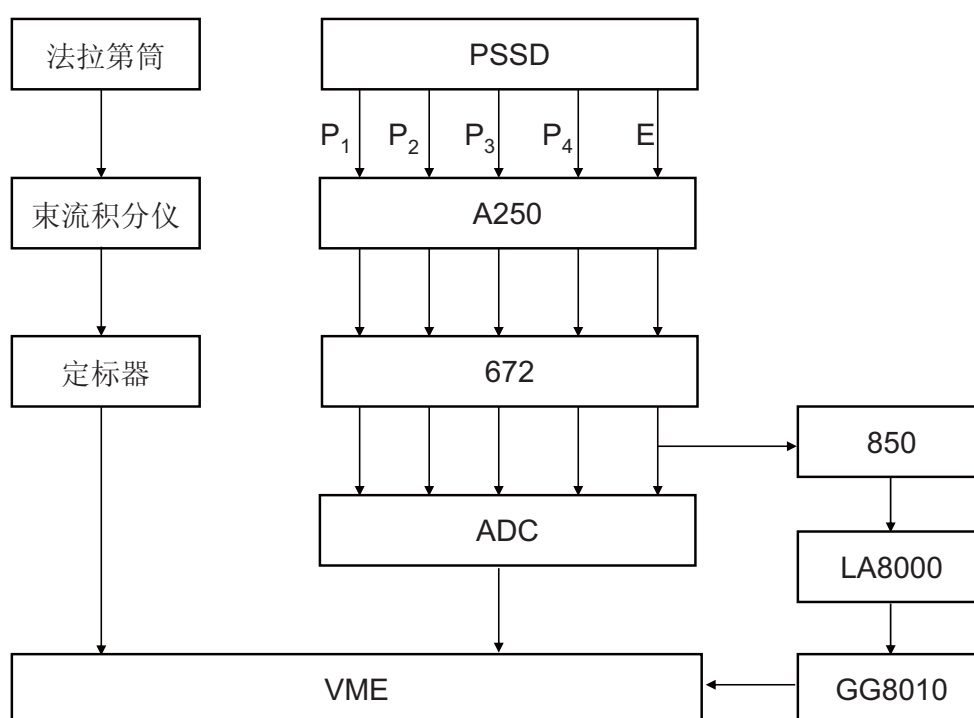 法拉第筒
PSSD
P₁ P₂ P₃ P₄ E
束流积分仪
A250
定标器
672
850
ADC
LA8000
VME
GG8010